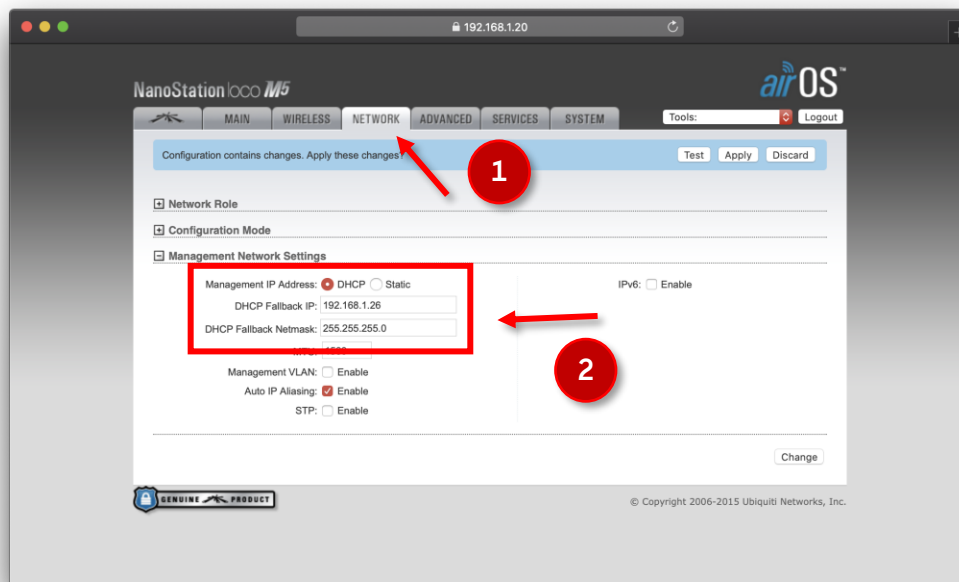 192.168.1.20
NanoStation loco M5
airOS™
MAIN WIRELESS NETWORK ADVANCED SERVICES SYSTEM Tools: Logout
Configuration contains changes. Apply these changes?
Test Apply Discard
1
Network Role
Configuration Mode
Management Network Settings
Management IP Address: DHCP Static
IPv6: Enable
DHCP Fallback IP: 192.168.1.26
DHCP Fallback Netmask: 255.255.255.0
MTU: 1500
2
Management VLAN: Enable
Auto IP Aliasing: Enable
STP: Enable
Change
GENUINE PRODUCT
© Copyright 2006-2015 Ubiquiti Networks, Inc.